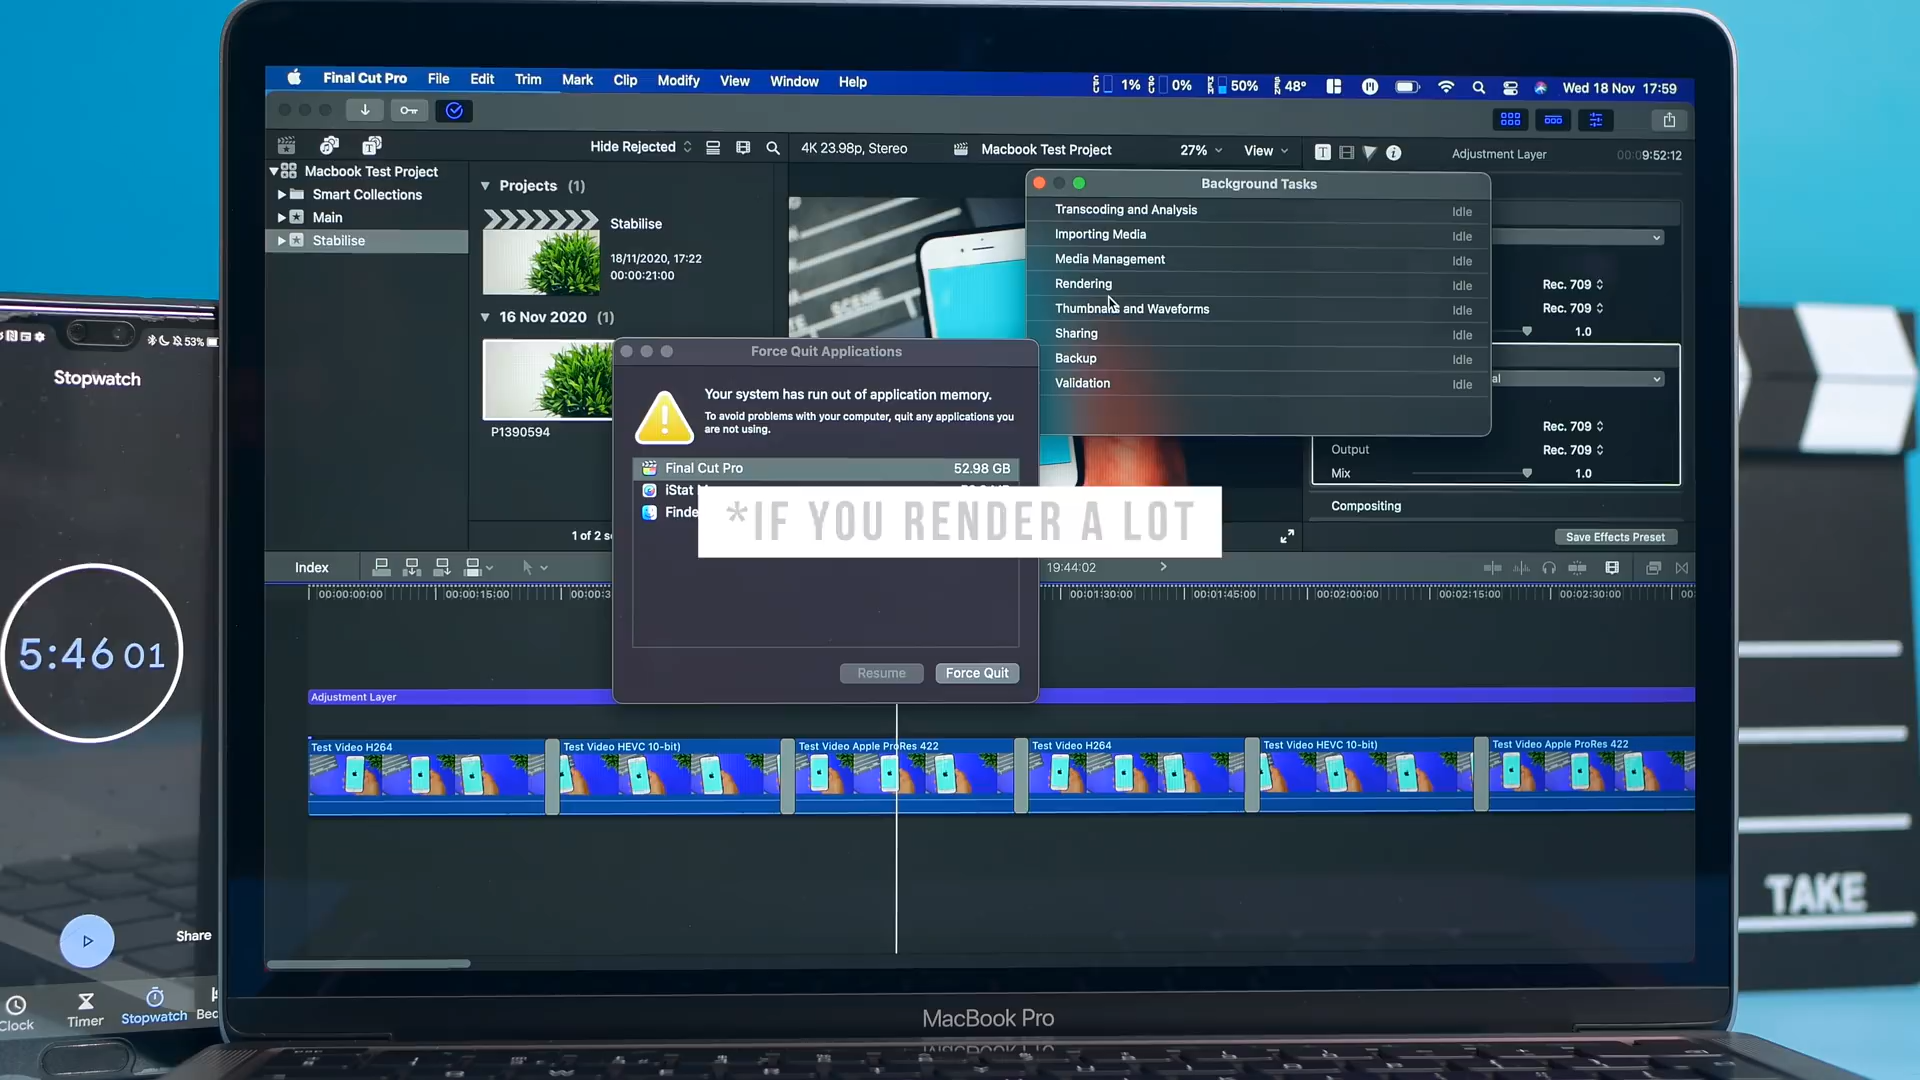 Final Cut Pro File Edit Trim Mark Clip Modify View Window Help
1% 0% 50% 48° Wed 18 Nov 17:59
Hide Rejected
4K 23.98p, Stereo
Macbook Test Project
27%
View
Adjustment Layer
9:52:12
Macbook Test Project
Smart Collections
Main
Stabilise
Projects (1)
Stabilise
18/11/2020, 17:22
00:00:21:00
16 Nov 2020 (1)
P1390594
Background Tasks
Transcoding and Analysis Idle
Importing Media Idle
Media Management Idle
Rendering Idle
Thumbnails and Waveforms Idle
Sharing Idle
Backup Idle
Validation Idle
Rec. 709
Rec. 709
1.0
Rec. 709
Output Rec. 709
Mix 1.0
Compositing
Save Effects Preset
Force Quit Applications
Your system has run out of application memory.
To avoid problems with your computer, quit any applications you
are not using.
Final Cut Pro 52.98 GB
iStat
Finde
*IF YOU RENDER A LOT
Resume Force Quit
1 of 2 s
Index
19:44:02
00:00:00:00 00:00:15:00 00:00:3 00:01:30:00 00:01:45:00 00:02:00:00 00:02:15:00 00:02:30:00
Adjustment Layer
Test Video H264 Test Video HEVC 10-bit) Test Video Apple ProRes 422 Test Video H264 Test Video HEVC 10-bit) Test Video Apple ProRes 422
MacBook Pro
53%
Stopwatch
5:46 01
Share
Clock Timer Stopwatch Bec
SCENE
TAKE